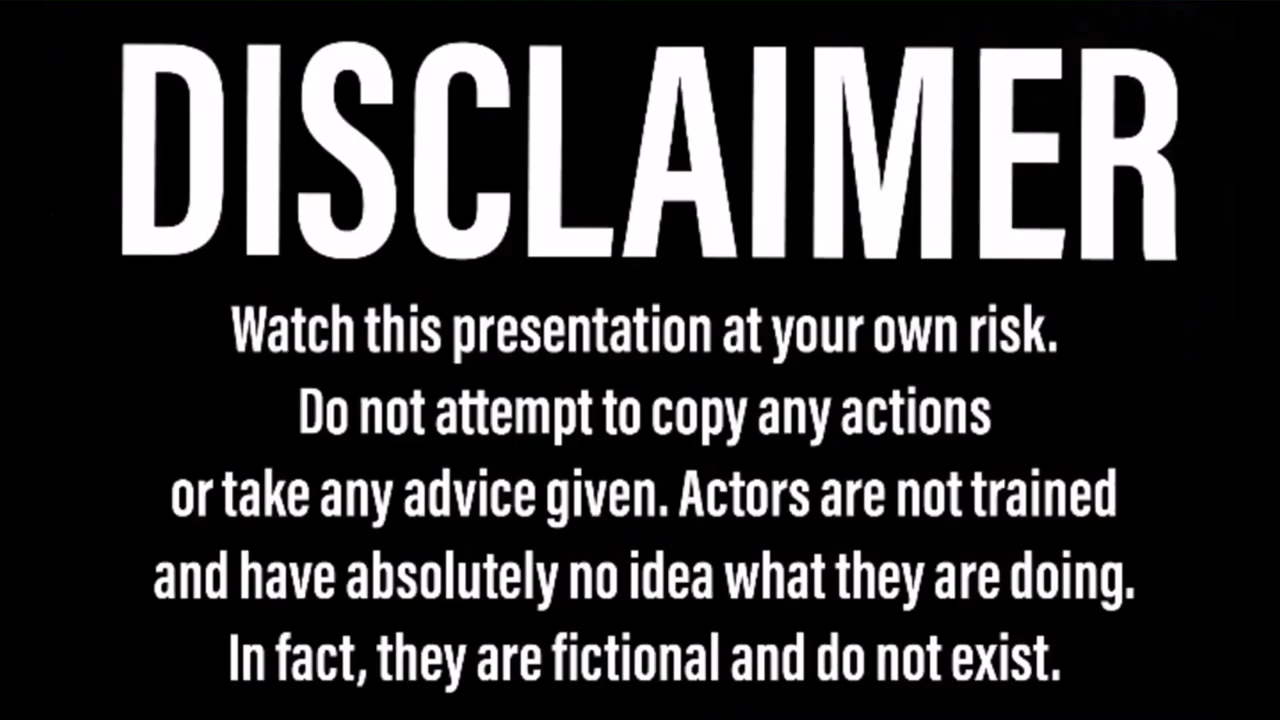 DISCLAIMER
Watch this presentation at your own risk.
Do not attempt to copy any actions
or take any advice given. Actors are not trained
and have absolutely no idea what they are doing.
In fact, they are fictional and do not exist.